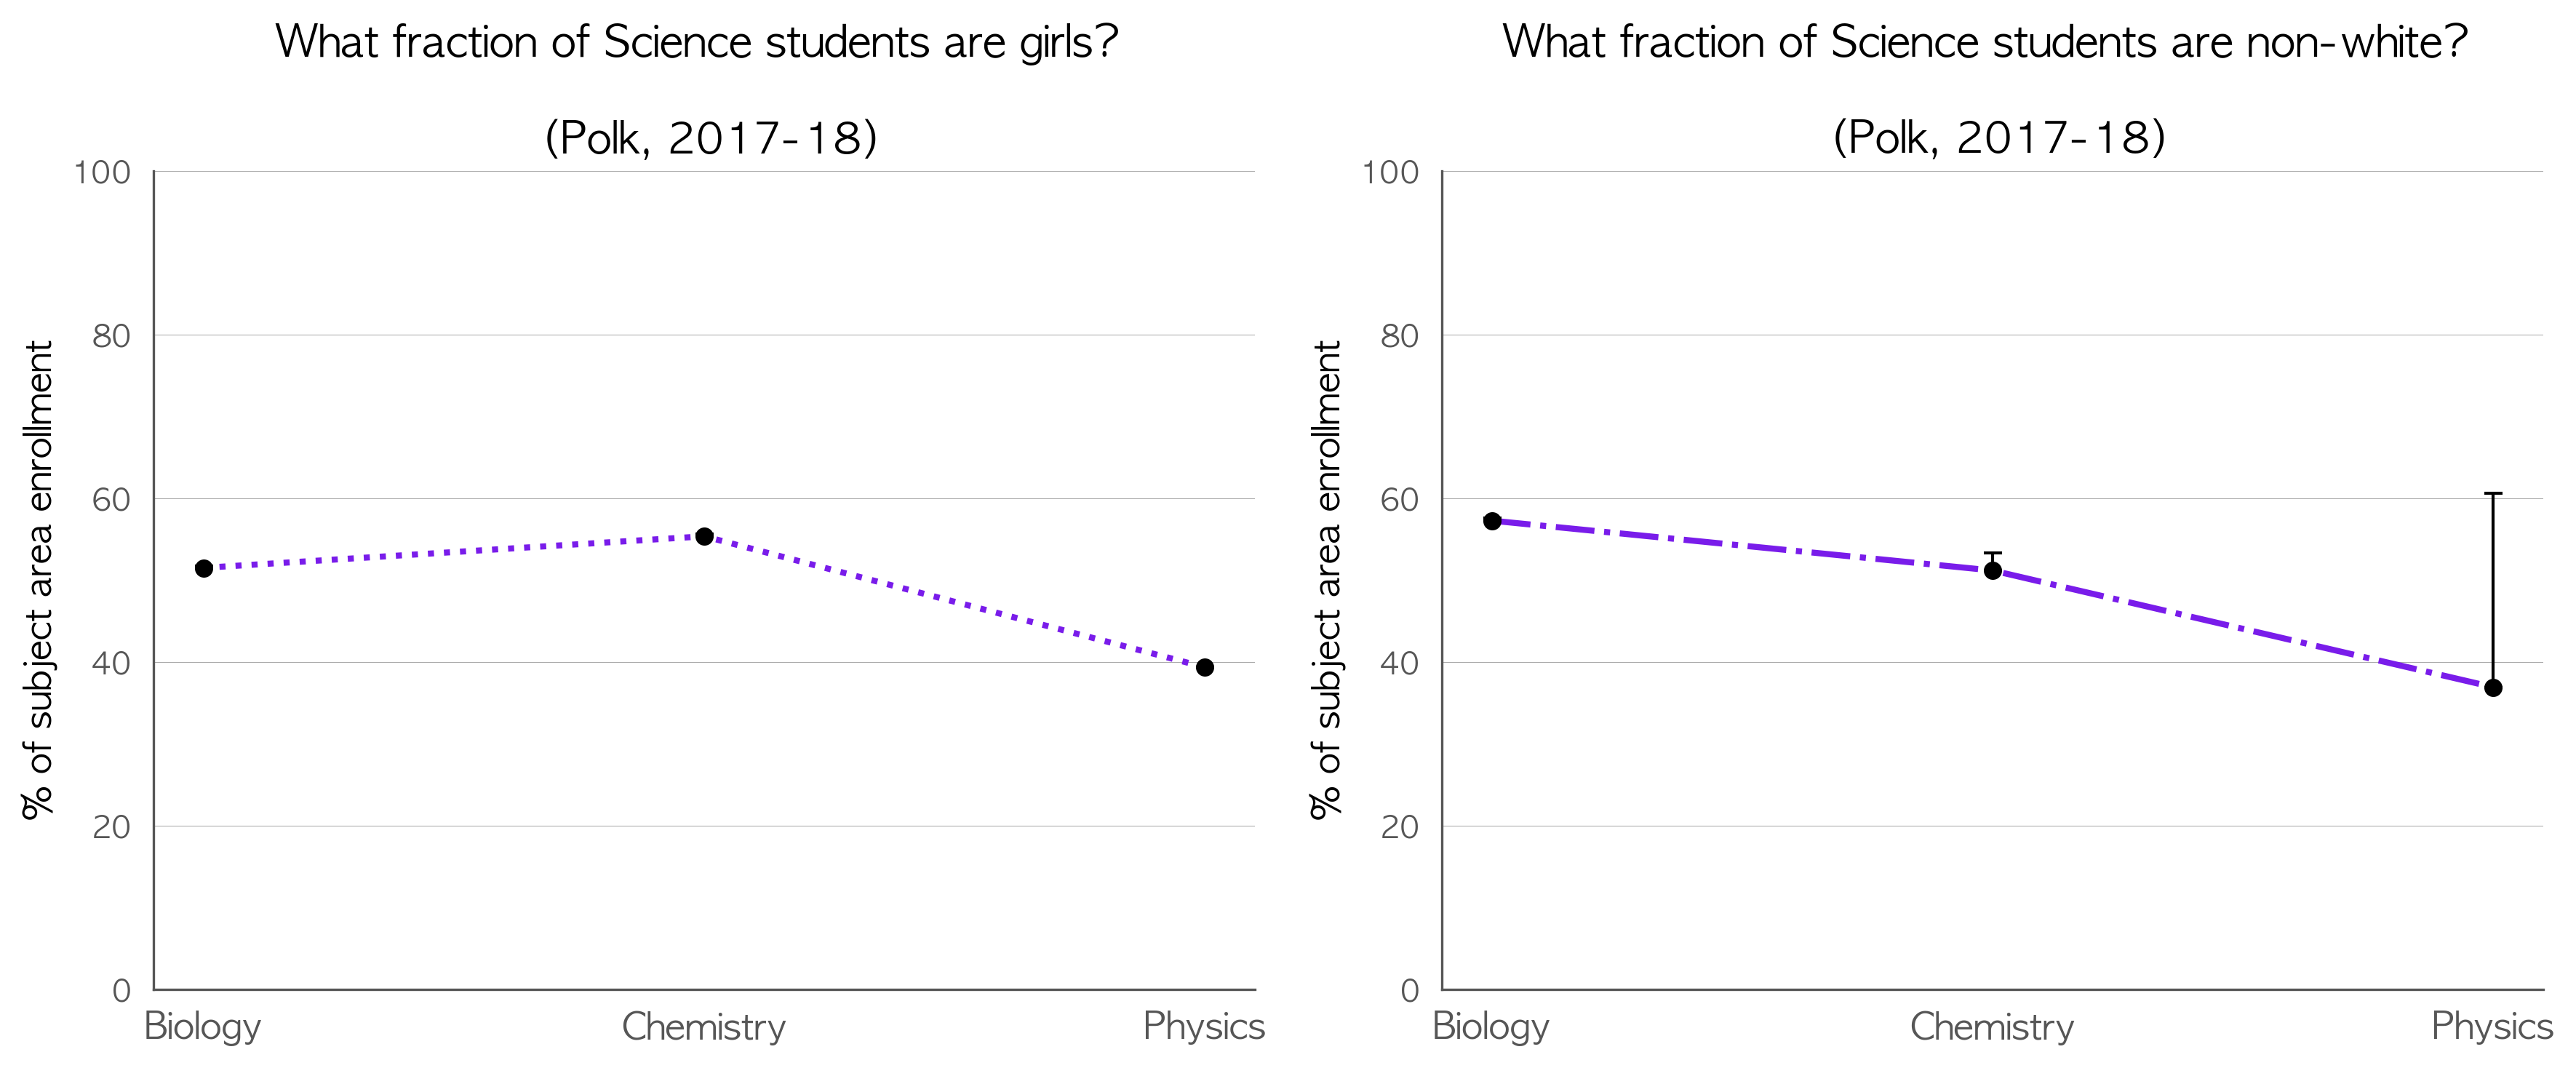 What fraction of Science students are girls?
(Polk, 2017-18)
% of subject area enrollment
100
80
60
40
20
0
Biology
Chemistry
Physics
What fraction of Science students are non-white?
(Polk, 2017-18)
% of subject area enrollment
100
80
60
40
20
0
Biology
Chemistry
Physics